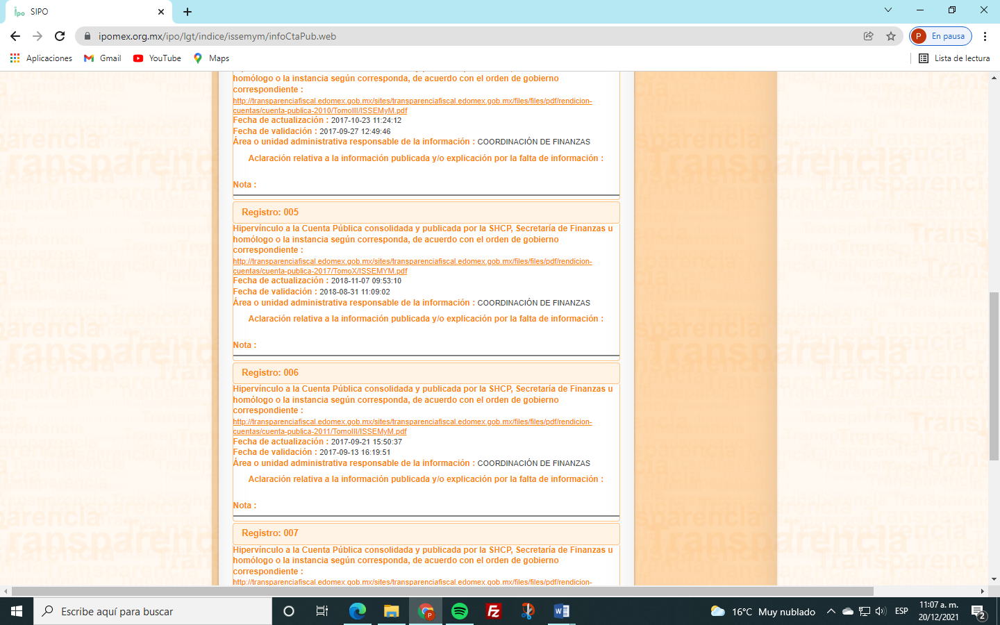 SIPO
ipomex.org.mx/ipo/lgt/indice/issemym/infoCtaPub.web
En pausa
Aplicaciones
Gmail
YouTube
Maps
Lista de lectura
homólogo o la instancia según corresponda, de acuerdo con el orden de gobierno
correspondiente :
http://transparenciafiscal.edomex.gob.mx/sites/transparenciafiscal.edomex.gob.mx/files/files/pdf/rendicion-
cuentas/cuenta-publica-2010/TomoIII/ISSEMyM.pdf
Fecha de actualización : 2017-10-23 11:24:12
Fecha de validación : 2017-09-27 12:49:46
Área o unidad administrativa responsable de la información : COORDINACIÓN DE FINANZAS
Aclaración relativa a la información publicada y/o explicación por la falta de información :
Nota :
Registro: 005
Hipervínculo a la Cuenta Pública consolidada y publicada por la SHCP, Secretaría de Finanzas u
homólogo o la instancia según corresponda, de acuerdo con el orden de gobierno
correspondiente :
http://transparenciafiscal.edomex.gob.mx/sites/transparenciafiscal.edomex.gob.mx/files/files/pdf/rendicion-
cuentas/cuenta-publica-2017/TomoX/ISSEMYM.pdf
Fecha de actualización : 2018-11-07 09:53:10
Fecha de validación : 2018-08-31 11:09:02
Área o unidad administrativa responsable de la información : COORDINACIÓN DE FINANZAS
Aclaración relativa a la información publicada y/o explicación por la falta de información :
Nota :
Registro: 006
Hipervínculo a la Cuenta Pública consolidada y publicada por la SHCP, Secretaría de Finanzas u
homólogo o la instancia según corresponda, de acuerdo con el orden de gobierno
correspondiente :
http://transparenciafiscal.edomex.gob.mx/sites/transparenciafiscal.edomex.gob.mx/files/files/pdf/rendicion-
cuentas/cuenta-publica-2011/TomoIII/ISSEMyM.pdf
Fecha de actualización : 2017-09-21 15:50:37
Fecha de validación : 2017-09-13 16:19:51
Área o unidad administrativa responsable de la información : COORDINACIÓN DE FINANZAS
Aclaración relativa a la información publicada y/o explicación por la falta de información :
Nota :
Registro: 007
Hipervínculo a la Cuenta Pública consolidada y publicada por la SHCP, Secretaría de Finanzas u
homólogo o la instancia según corresponda, de acuerdo con el orden de gobierno
correspondiente :
http://transparenciafiscal.edomex.gob.mx/sites/transparenciafiscal.edomex.gob.mx/files/files/pdf/rendicion-
Escribe aquí para buscar
16°C Muy nublado
ESP
11:07 a. m.
20/12/2021
2